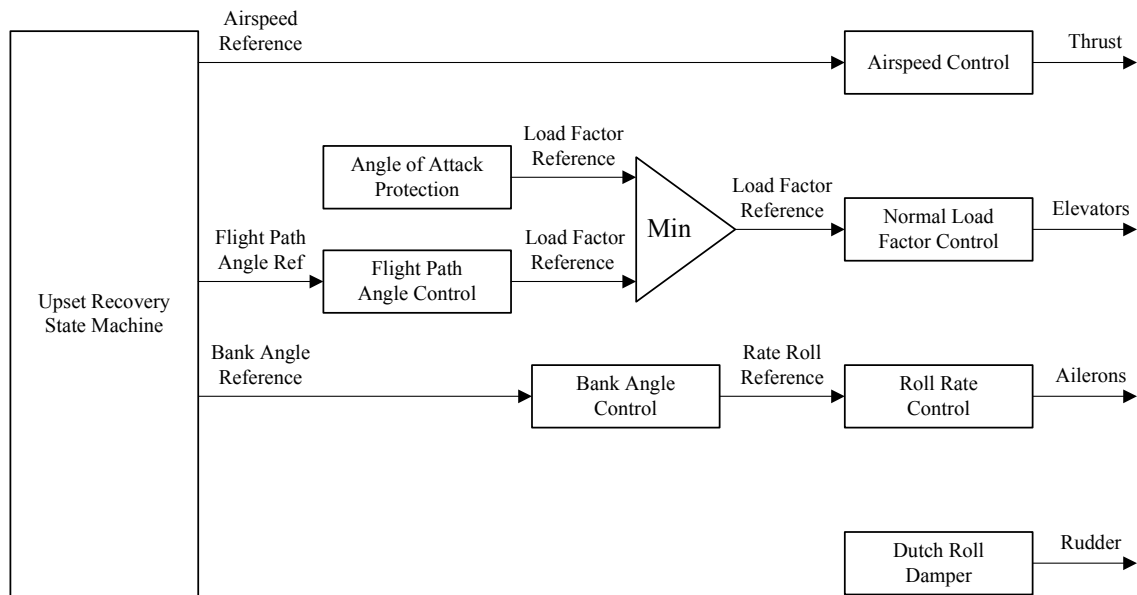 Airspeed
Reference
Thrust
Airspeed Control
Load Factor
Reference
Angle of Attack
Protection
Load Factor
Reference
Elevators
Min
Normal Load
Factor Control
Flight Path
Angle Ref
Load Factor
Reference
Flight Path
Angle Control
Upset Recovery
State Machine
Bank Angle
Reference
Rate Roll
Reference
Ailerons
Bank Angle
Control
Roll Rate
Control
Rudder
Dutch Roll
Damper